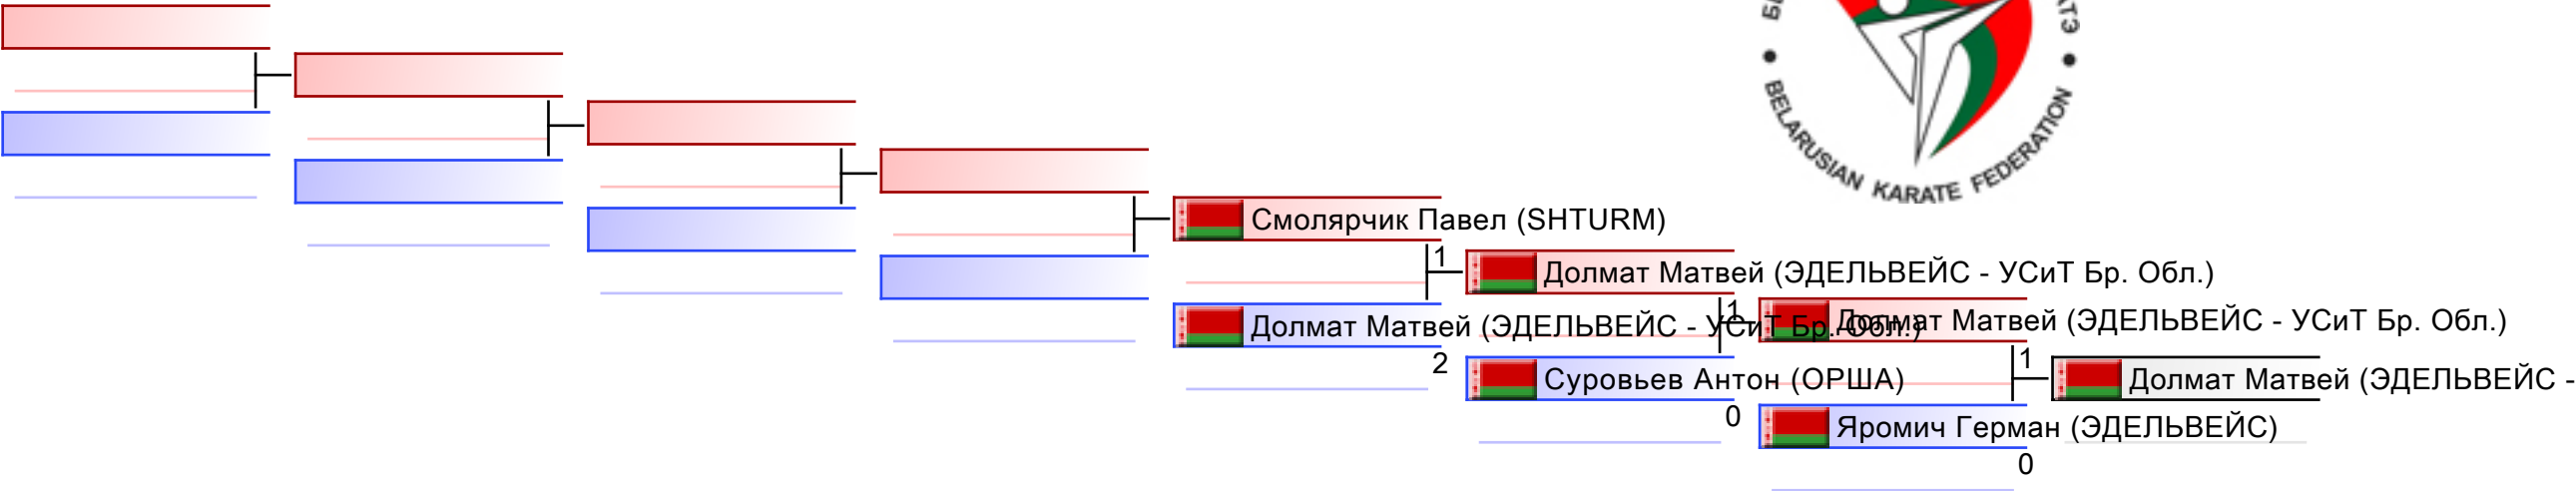 BELARUSIAN KARATE FEDERATION
Смолярчик Павел (SHTURM)
1
Долмат Матвей (ЭДЕЛЬВЕЙС - УСиТ Бр. Обл.)
2
Долмат Матвей (ЭДЕЛЬВЕЙС - УСиТ Бр. Обл.)
1
Суровьев Антон (ОРША)
0
Долмат Матвей (ЭДЕЛЬВЕЙС - УСиТ Бр. Обл.)
1
Яромич Герман (ЭДЕЛЬВЕЙС)
0
Долмат Матвей (ЭДЕЛЬВЕЙС -